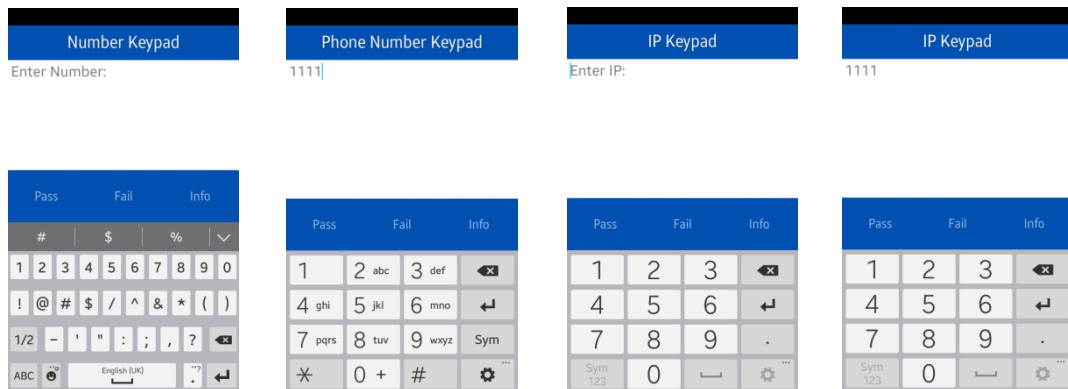 Number Keypad
Enter Number:
Pass Fail Info
# $ %
1 2 3 4 5 6 7 8 9 0
! @ # $ / ^ & * ( )
1/2 - ' " : ; , ?
ABC English (UK) .
Phone Number Keypad
1111
Pass Fail Info
1 2 abc 3 def
4 ghi 5 jkl 6 mno
7 pqrs 8 tuv 9 wxyz Sym
* 0 + #
IP Keypad
Enter IP:
Pass Fail Info
1 2 3
4 5 6
7 8 9 .
Sym 0
123
IP Keypad
1111
Pass Fail Info
1 2 3
4 5 6
7 8 9 .
Sym 0
123